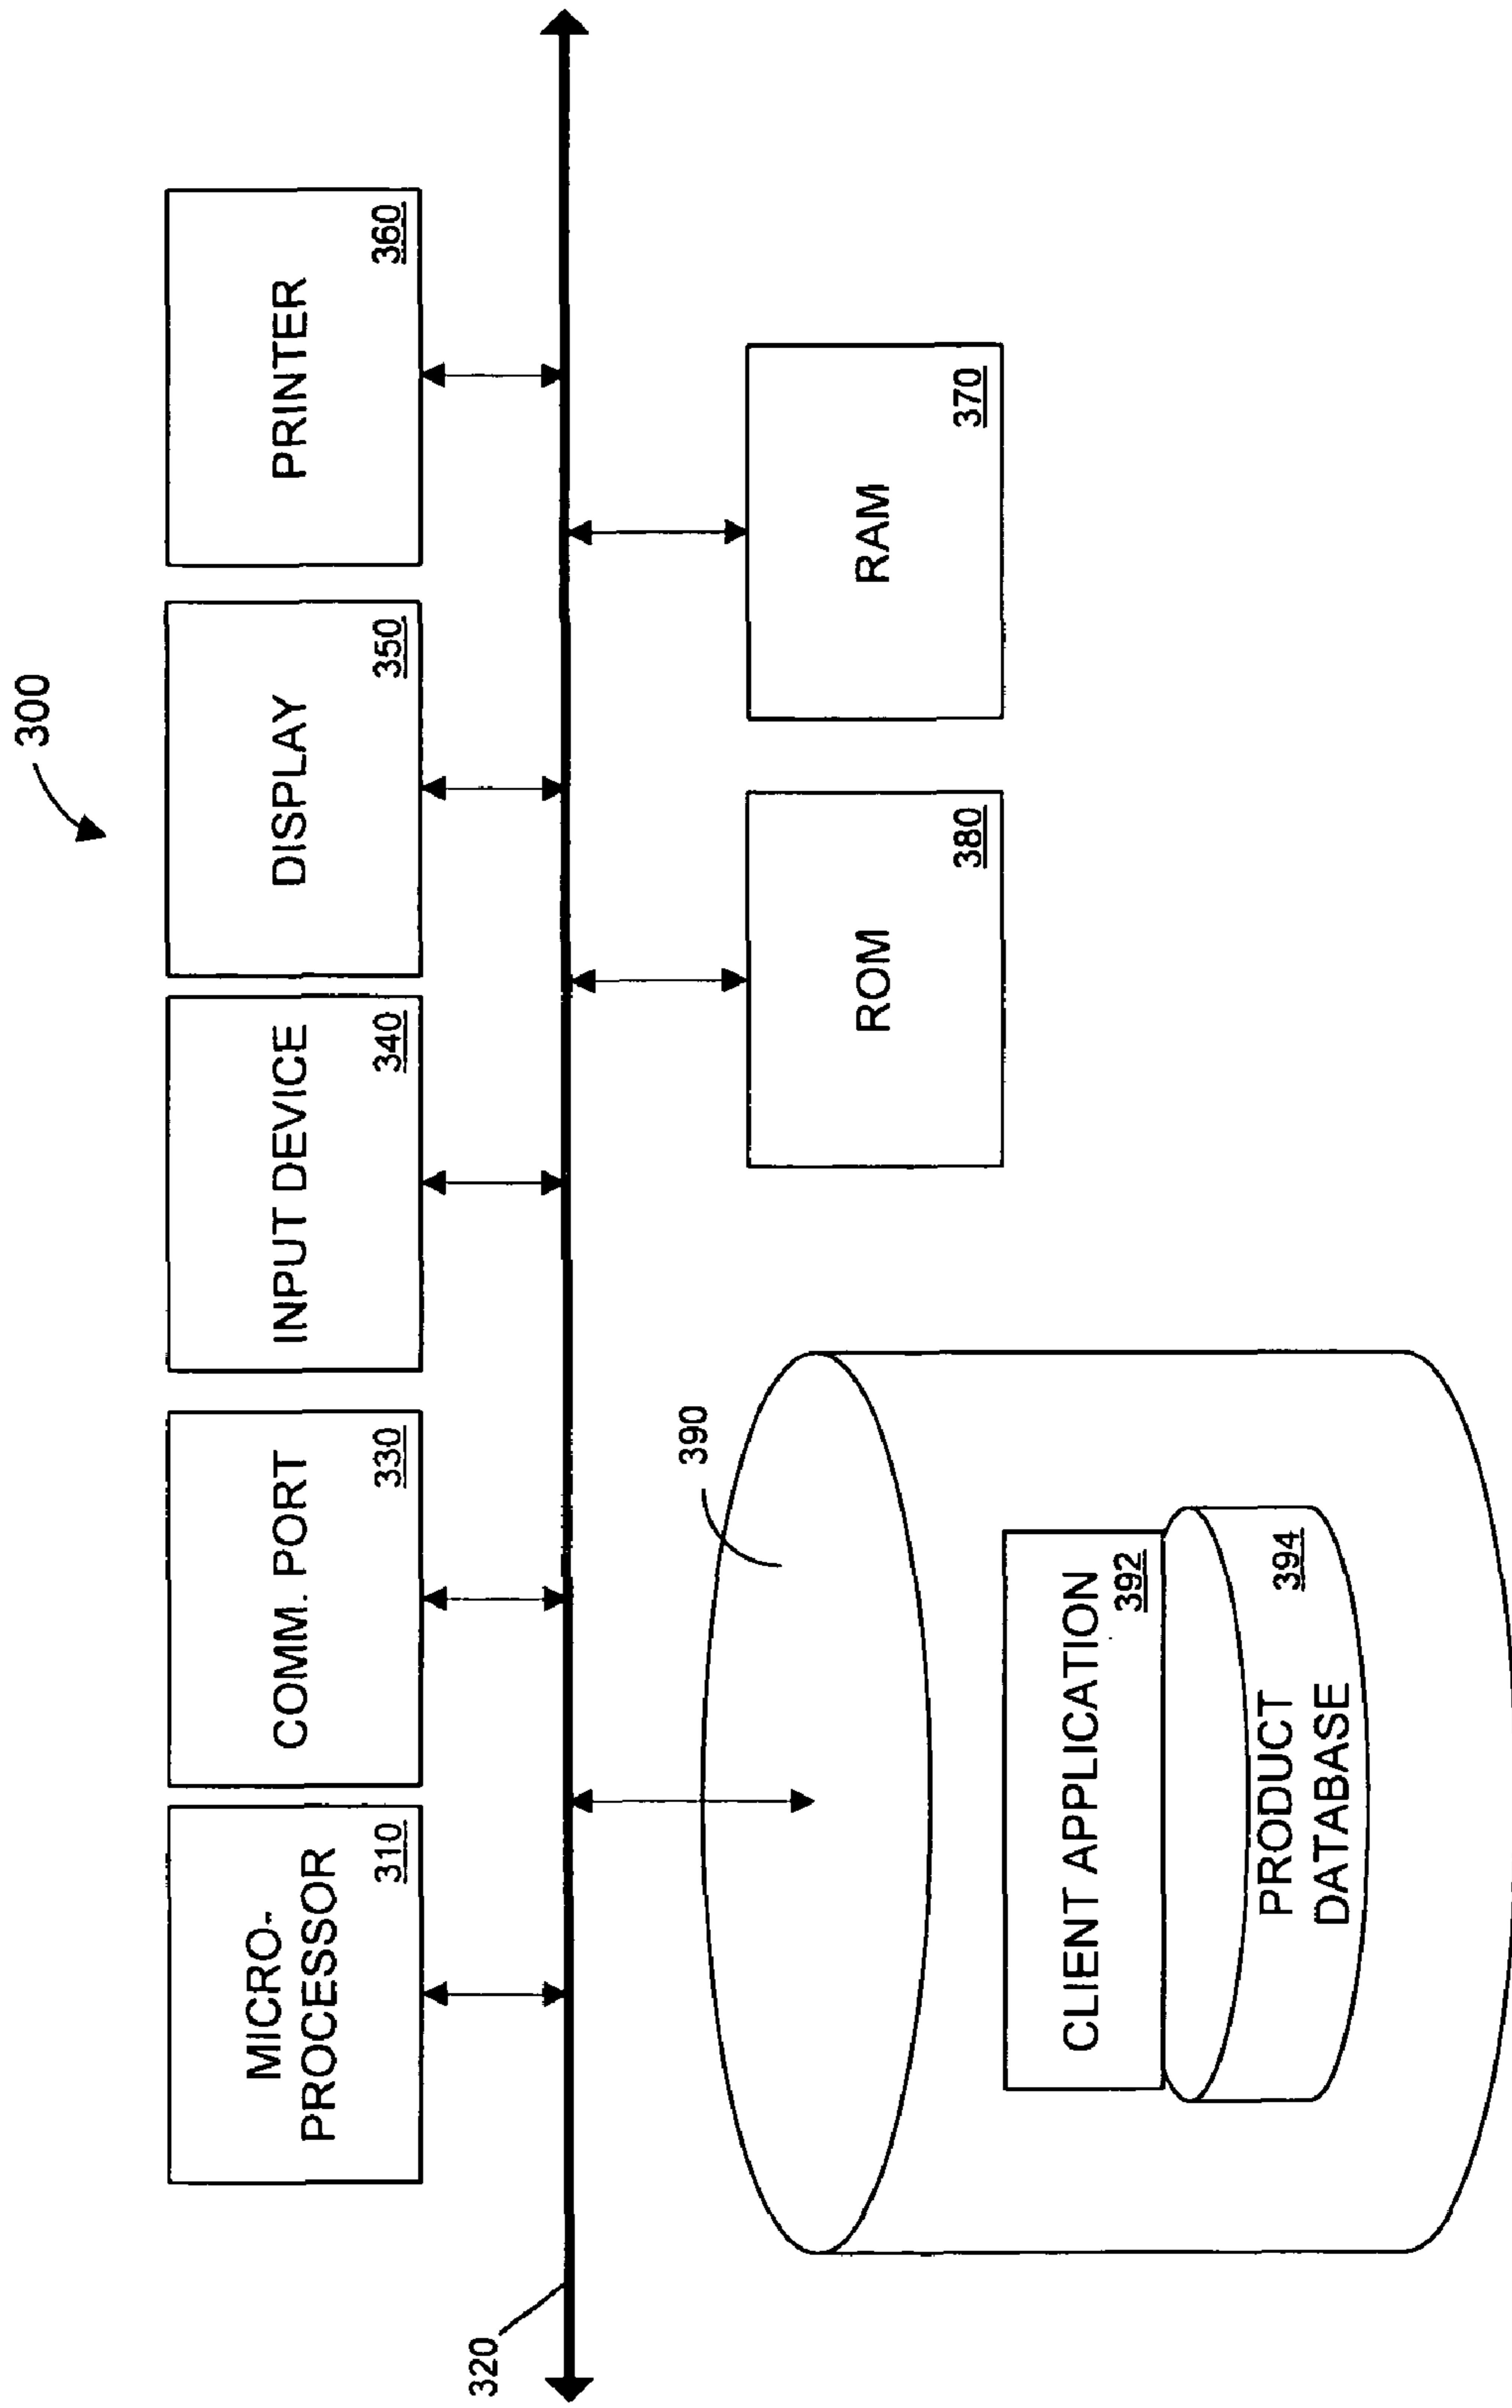 300
MICRO-
PROCESSOR
310
COMM. PORT
330
INPUT DEVICE
340
DISPLAY
350
PRINTER
360
320
390
ROM
380
RAM
370
CLIENT APPLICATION
392
394
PRODUCT
DATABASE